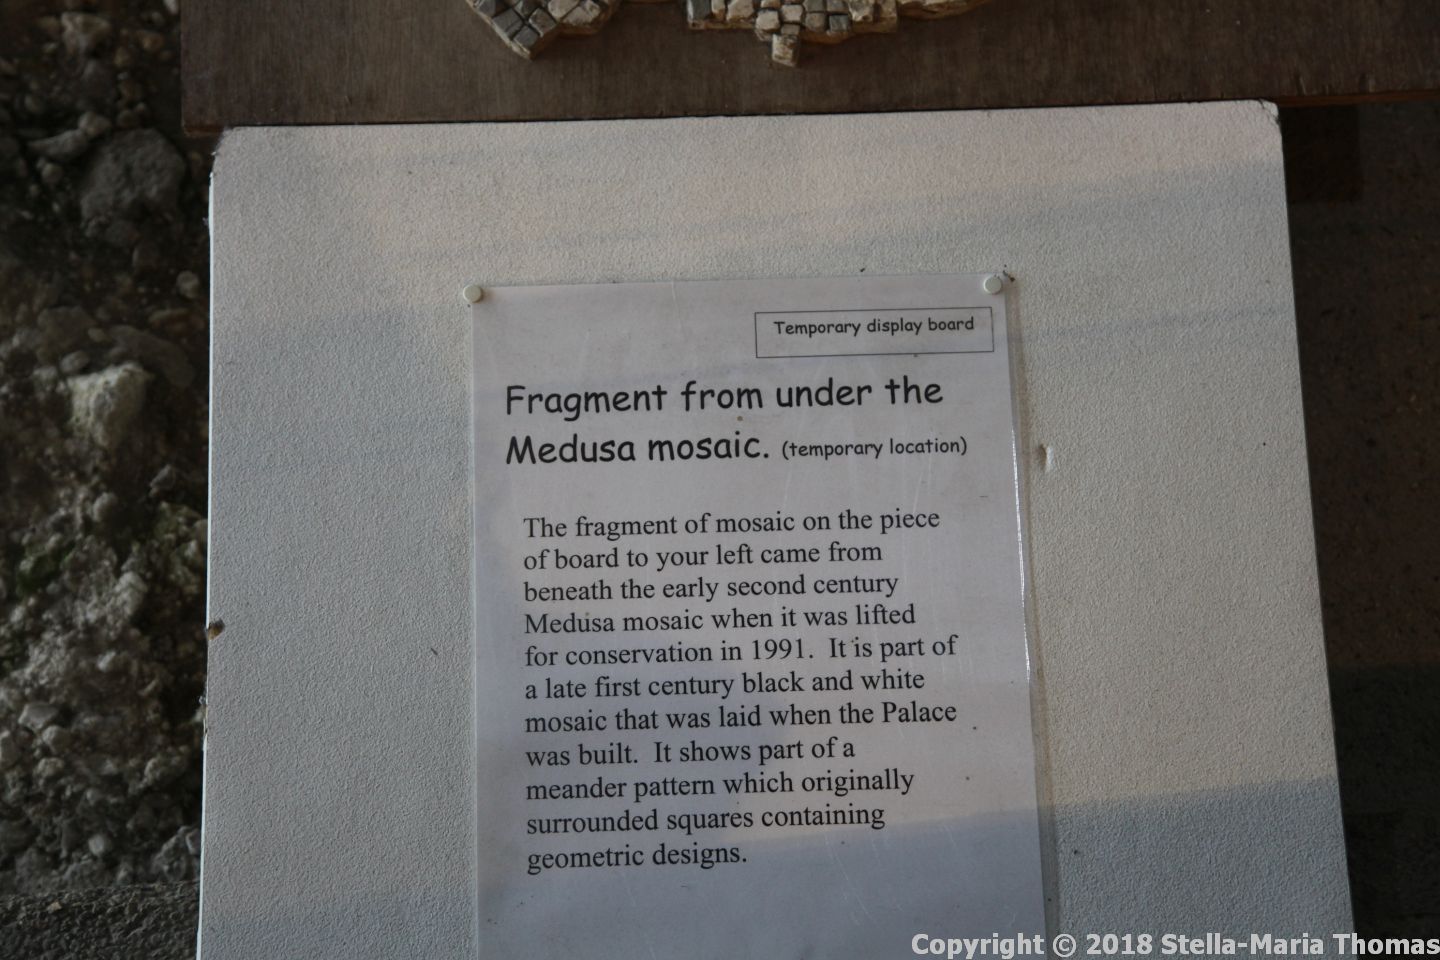 Temporary display board
Fragment from under the
Medusa mosaic. (temporary location)
The fragment of mosaic on the piece
of board to your left came from
beneath the early second century
Medusa mosaic when it was lifted
for conservation in 1991. It is part of
a late first century black and white
mosaic that was laid when the Palace
was built. It shows part of a
meander pattern which originally
surrounded squares containing
geometric designs.
Copyright © 2018 Stella-Maria Thomas